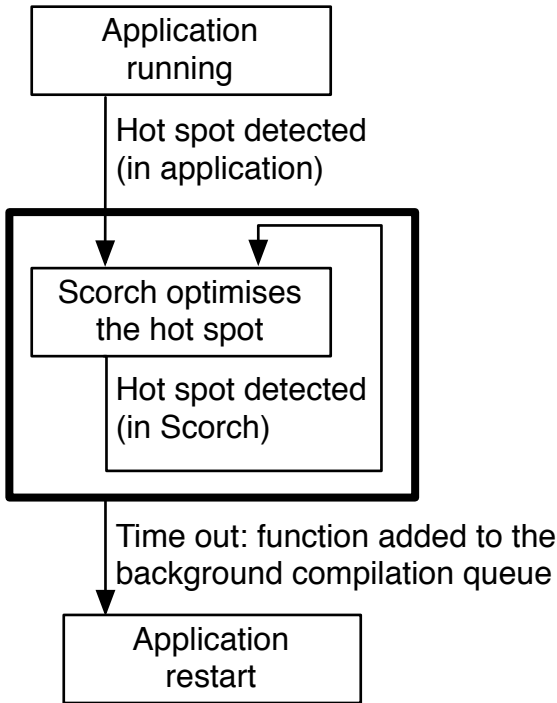 Application
running
Hot spot detected
(in application)
Scorch optimises
the hot spot
Hot spot detected
(in Scorch)
Time out: function added to the
background compilation queue
Application
restart